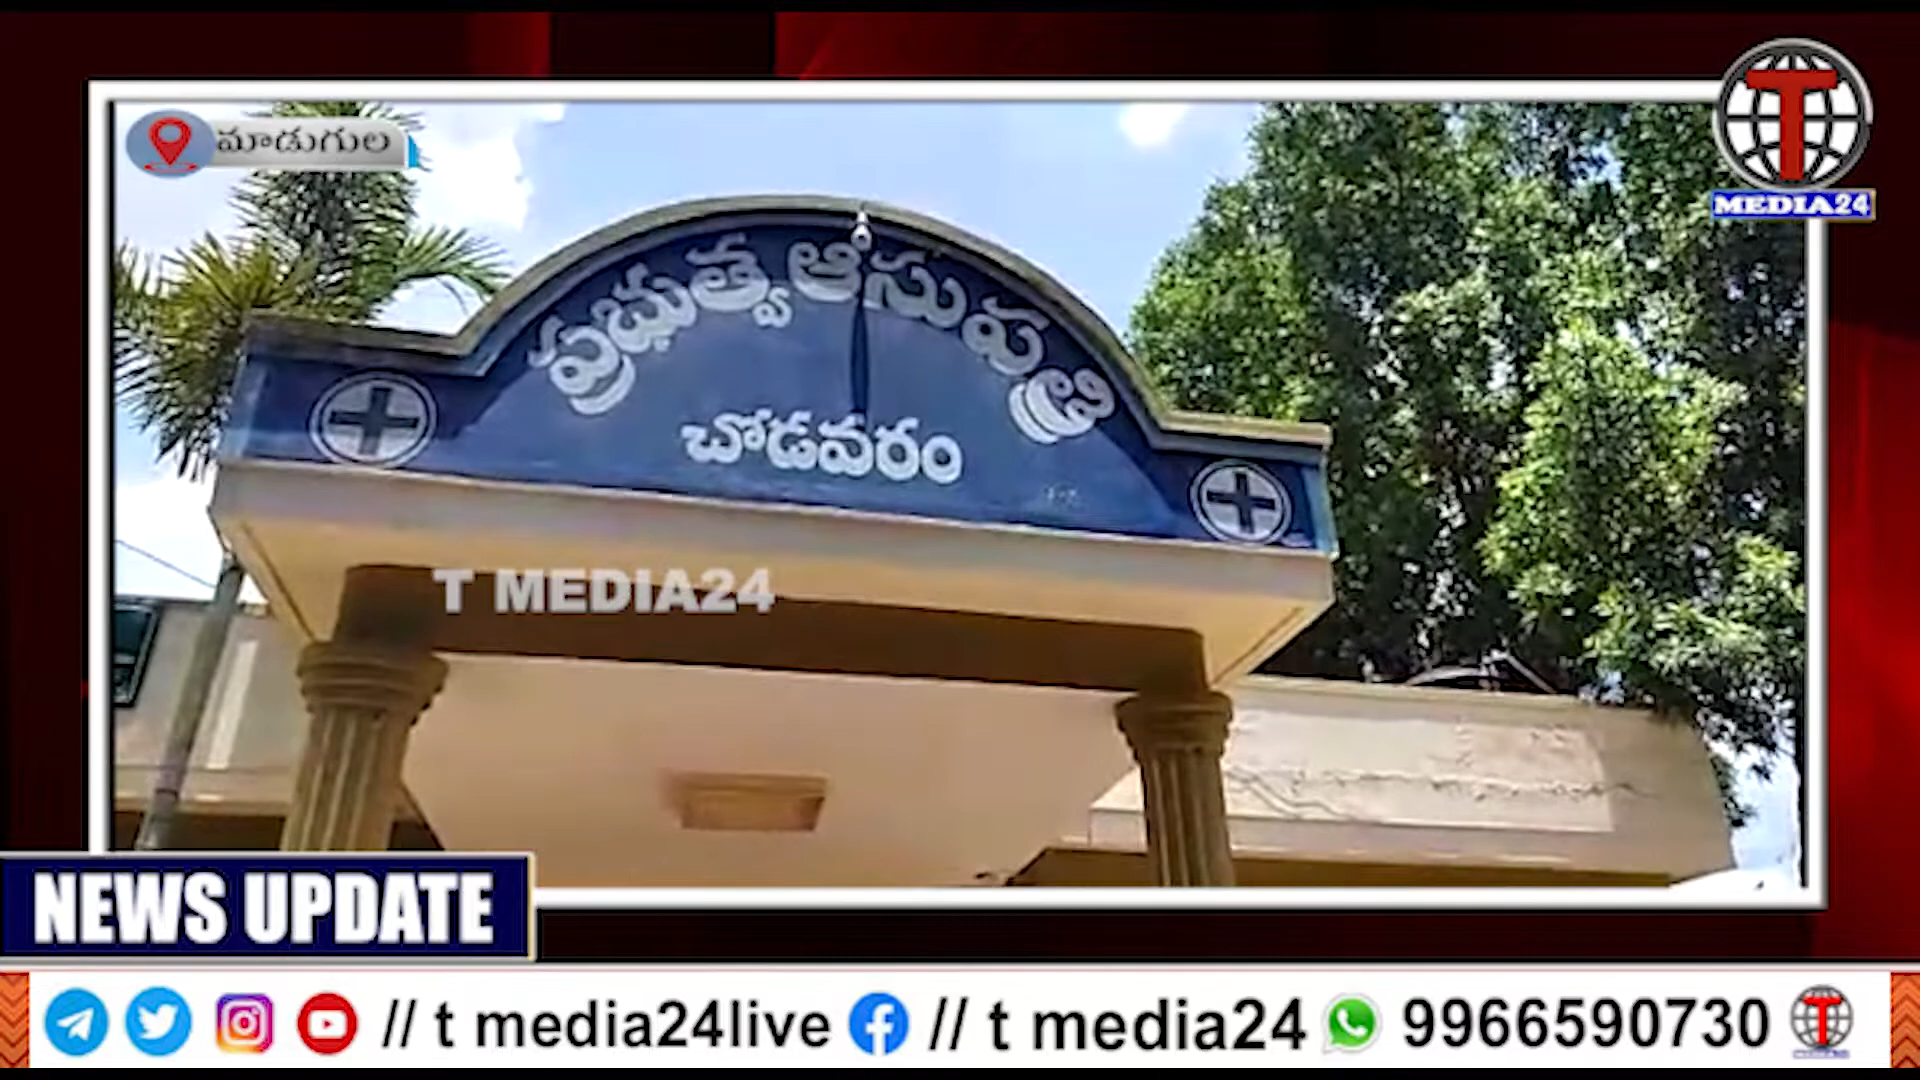 మాడుగుల
T
MEDIA24
ప్రభుత్వ ఆసుపత్రి
చోడవరం
T MEDIA24
NEWS UPDATE
// t media24live // t media24 9966590730